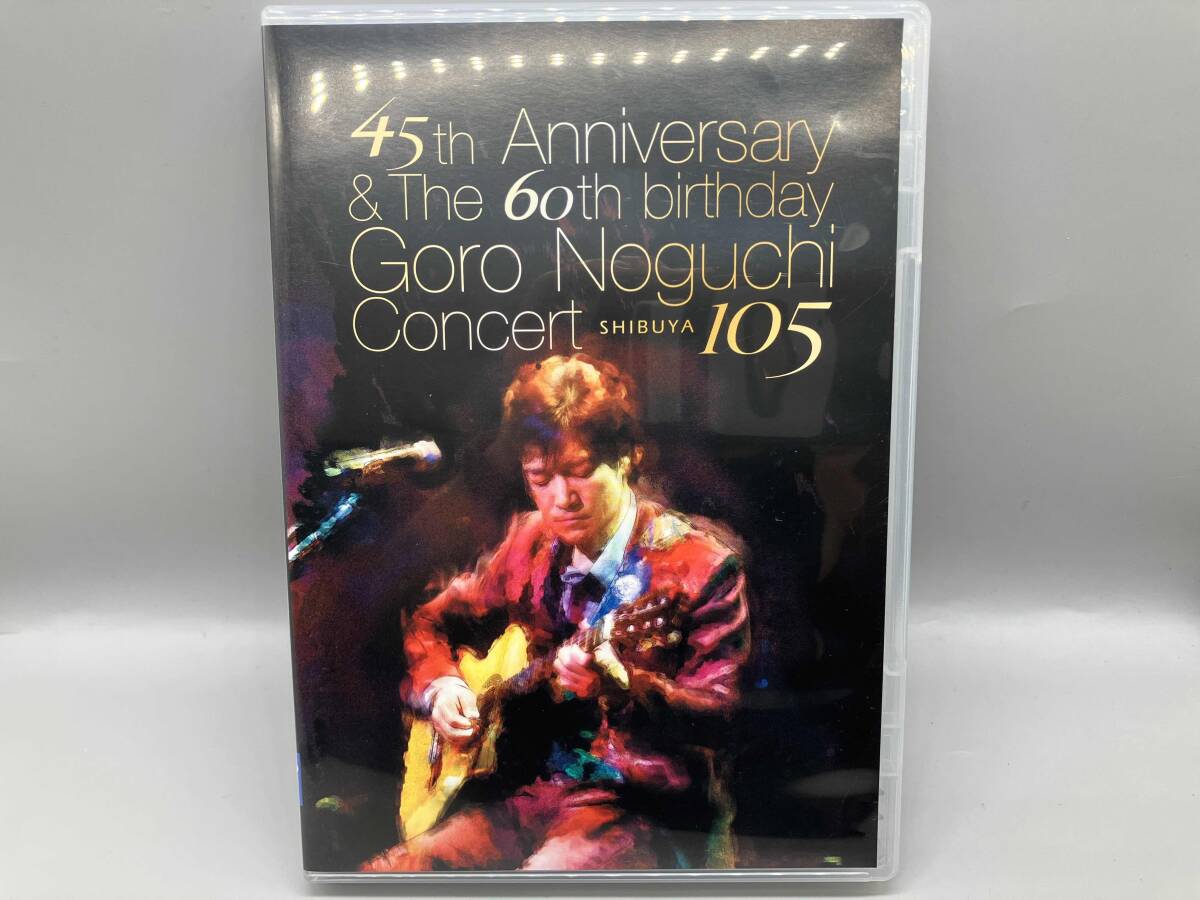 45th Anniversary
& The 60th birthday
Goro Noguchi
Concert SHIBUYA 105